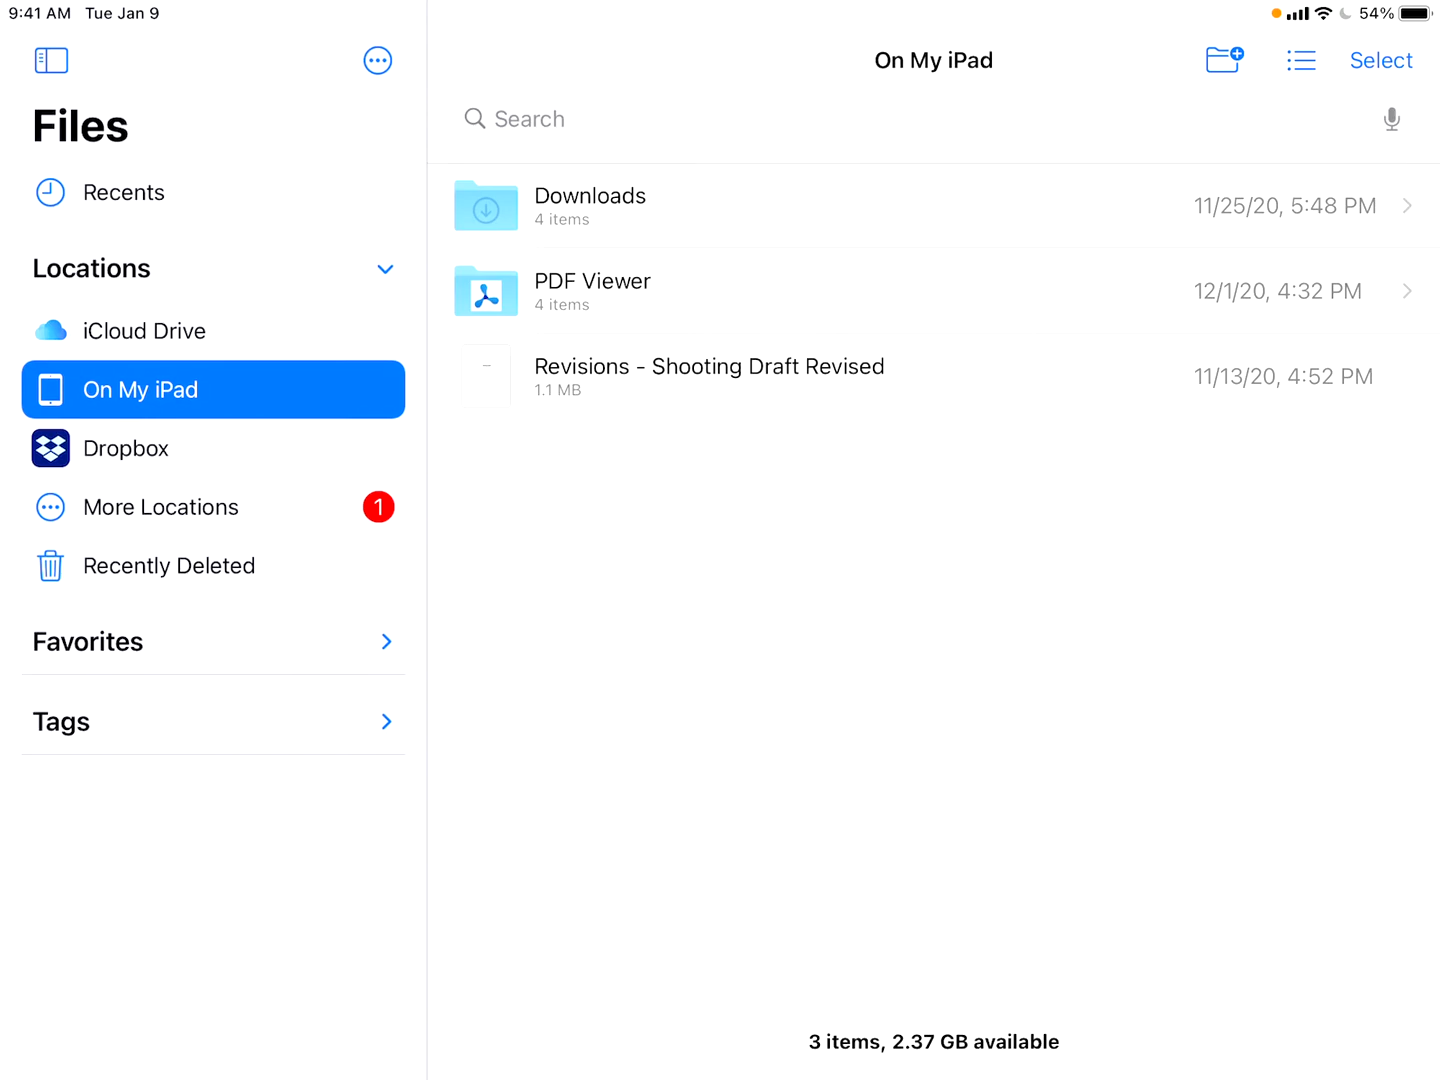 9:41 AM Tue Jan 9
54%
Files
Recents
Locations
iCloud Drive
On My iPad
Dropbox
More Locations 1
Recently Deleted
Favorites
Tags
On My iPad
Select
Search
Downloads
4 items
11/25/20, 5:48 PM
PDF Viewer
4 items
12/1/20, 4:32 PM
Revisions - Shooting Draft Revised
1.1 MB
11/13/20, 4:52 PM
3 items, 2.37 GB available